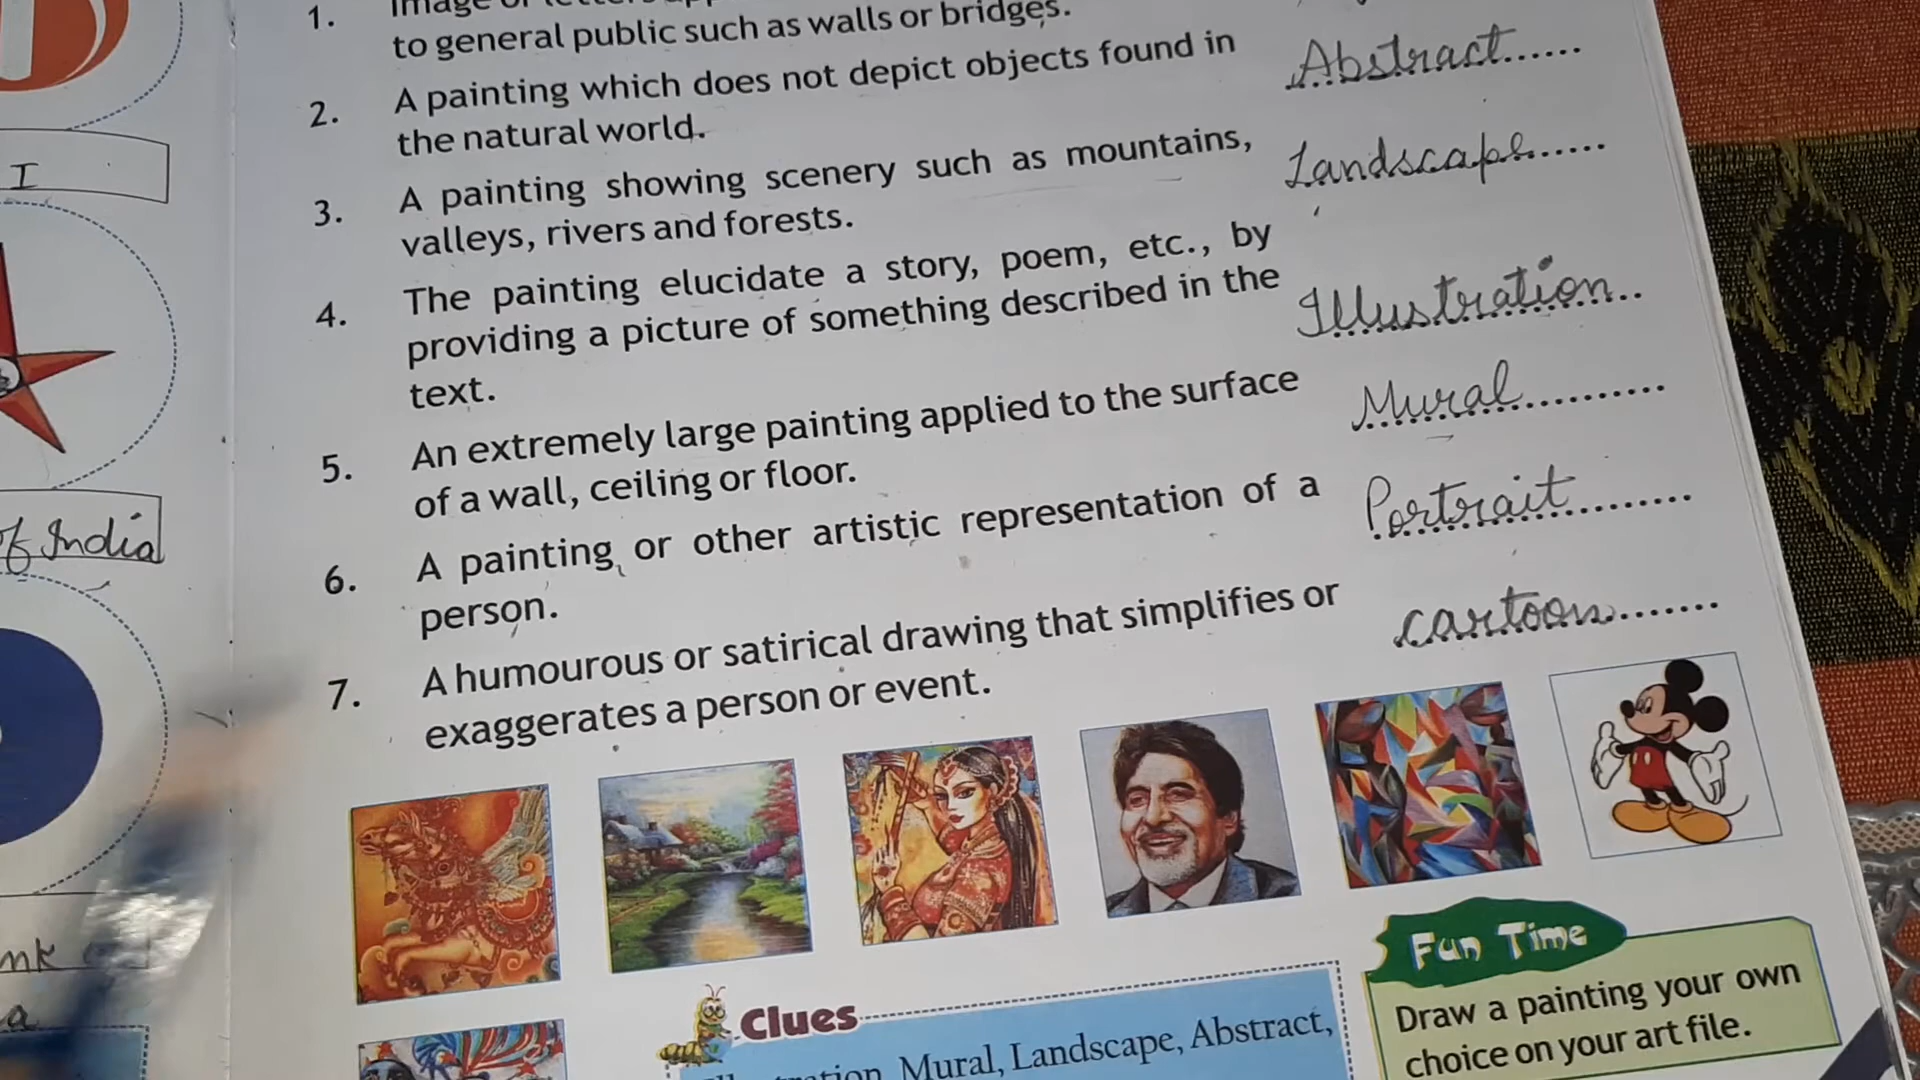 1.
to general public such as walls or bridges.
2. A painting which does not depict objects found in
the natural world.
Abstract
3. A painting showing scenery such as mountains,
valleys, rivers and forests.
Landscape
4. The painting elucidate a story, poem, etc., by
providing a picture of something described in the
text.
Illustration
5. An extremely large painting applied to the surface
of a wall, ceiling or floor.
Mural
6. A painting or other artistic representation of a
person.
Portrait
7. A humourous or satirical drawing that simplifies or
exaggerates a person or event.
cartoon
I
of India
Clues
Mural, Landscape, Abstract,
Fun Time
Draw a painting your own
choice on your art file.